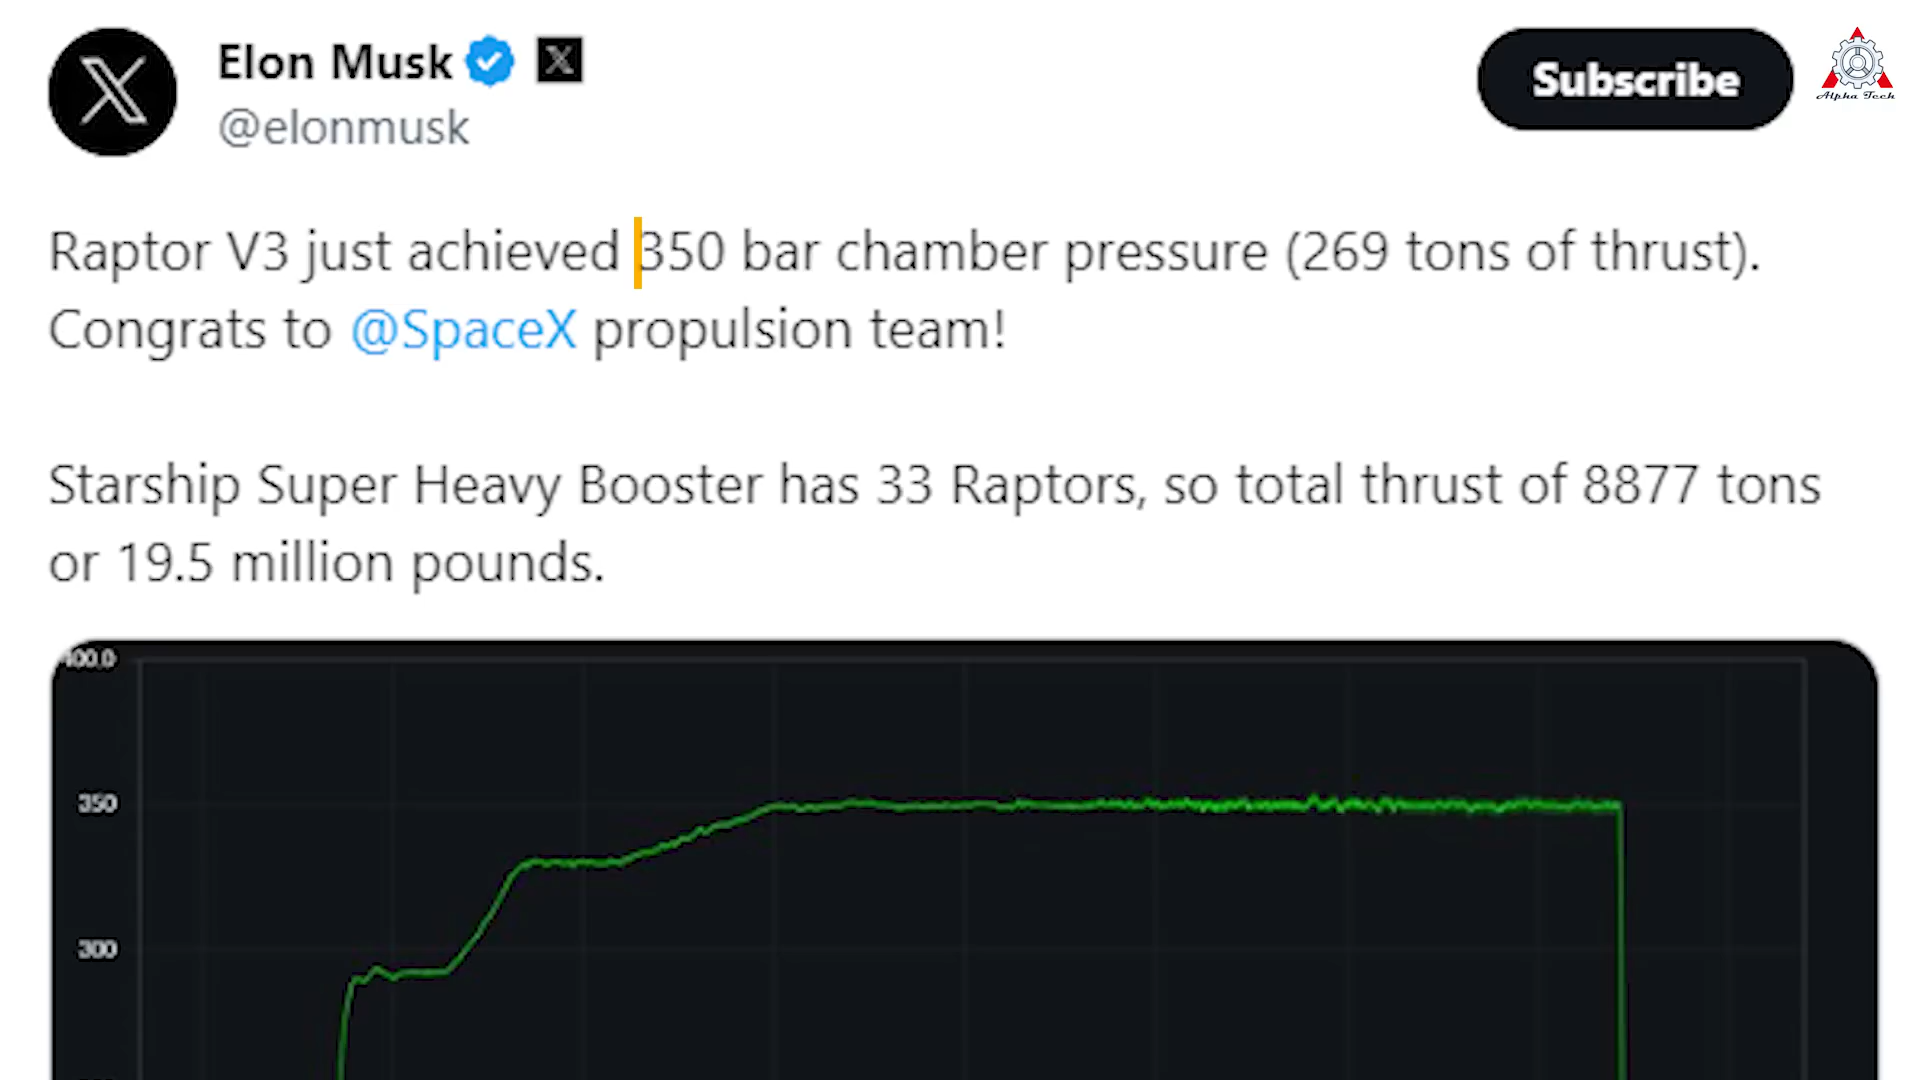 Elon Musk
@elonmusk
Subscribe
Alpha Tech
Raptor V3 just achieved 350 bar chamber pressure (269 tons of thrust).
Congrats to @SpaceX propulsion team!
Starship Super Heavy Booster has 33 Raptors, so total thrust of 8877 tons
or 19.5 million pounds.
400.0
350
300